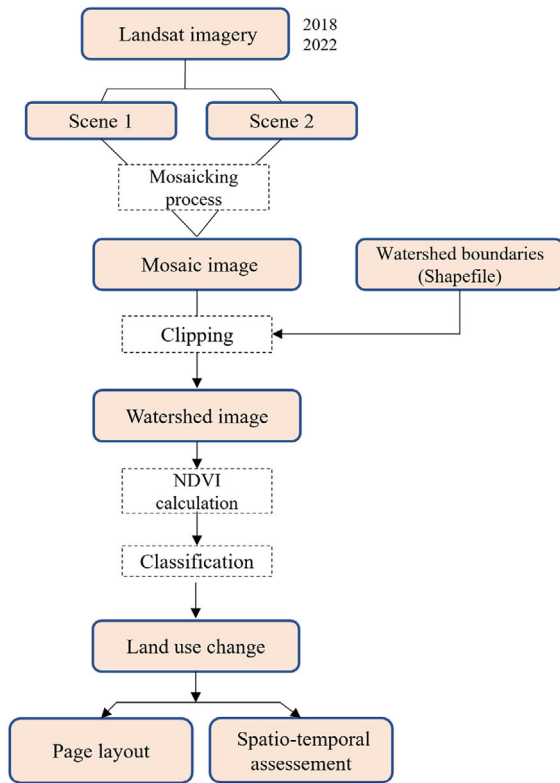 Landsat imagery
2018
2022
Scene 1
Scene 2
Mosaicking
process
Mosaic image
Watershed boundaries
(Shapefile)
Clipping
Watershed image
NDVI
calculation
Classification
Land use change
Page layout
Spatio-temporal
assessement